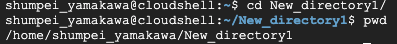 shumpei_yamakawa@cloudshell:~$ cd New_directory1/
shumpei_yamakawa@cloudshell:~/New_directory1$ pwd
/home/shumpei_yamakawa/New_directory1